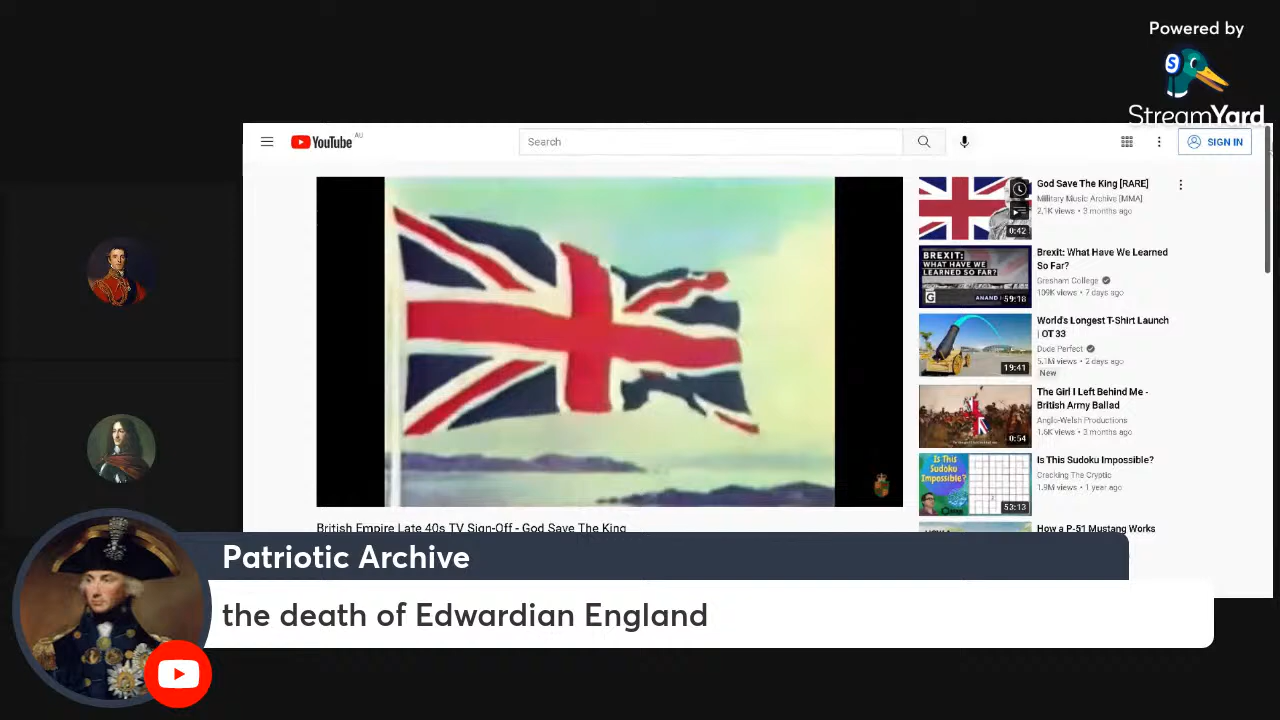 Powered by
StreamYard
YouTube AU
Search
SIGN IN
God Save The King [RARE]
Military Music Archive [MMA]
2.1K views • 3 months ago
0:42
BREXIT:
WHAT HAVE WE
LEARNED SO FAR?
ANAND
59:18
Brexit: What Have We Learned
So Far?
Gresham College
109K views • 7 days ago
World's Longest T-Shirt Launch
| OT 33
Dude Perfect
5.1M views • 2 days ago
New
19:41
The Girl I Left Behind Me -
British Army Ballad
Anglo-Welsh Productions
1.6K views • 3 months ago
0:54
Is This
Sudoku
Impossible?
53:13
Is This Sudoku Impossible?
Cracking The Cryptic
1.9M views • 1 year ago
How a P-51 Mustang Works
British Empire Late 40s TV Sign-Off - God Save The King
Patriotic Archive
the death of Edwardian England